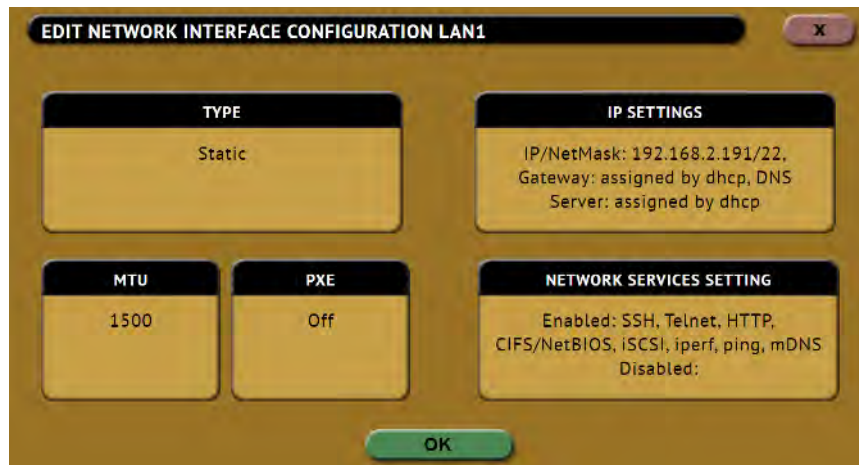 EDIT NETWORK INTERFACE CONFIGURATION LAN1
X
TYPE
Static
IP SETTINGS
IP/NetMask: 192.168.2.191/22,
Gateway: assigned by dhcp, DNS
Server: assigned by dhcp
MTU
1500
PXE
Off
NETWORK SERVICES SETTING
Enabled: SSH, Telnet, HTTP,
CIFS/NetBIOS, iSCSI, iperf, ping, mDNS
Disabled:
OK